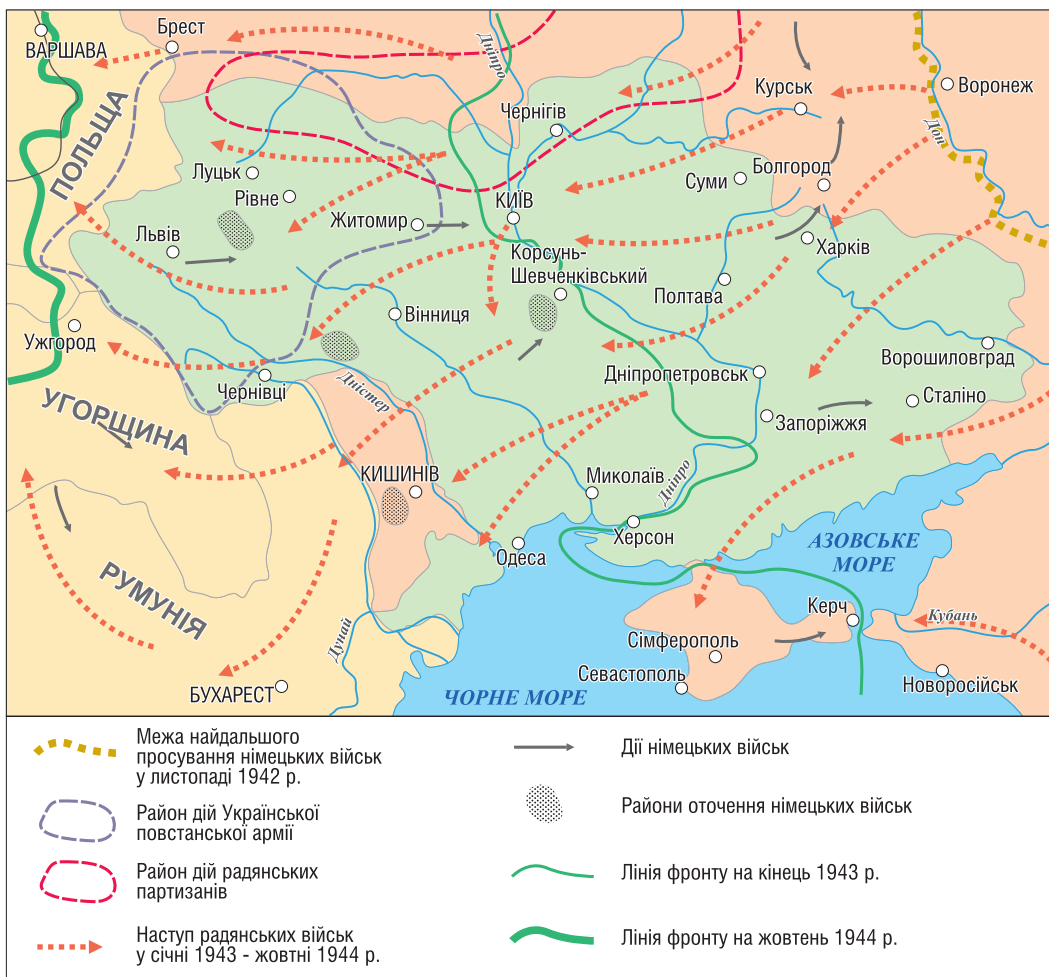 ВАРШАВА
Брест
Дніпро
Курськ
Воронеж
Чернігів
Дон
ПОЛЬЩА
Луцьк
Рівне
Суми
Болгород
Житомир
КИЇВ
Львів
Харків
Корсунь-
Шевченківський
Полтава
Вінниця
Ужгород
Ворошиловград
Дніпропетровськ
Чернівці
Дністер
Сталіно
УГОРЩИНА
Запоріжжя
КИШИНІВ
Миколаїв
Дніпро
Херсон
Одеса
АЗОВСЬКЕ
МОРЕ
РУМУНІЯ
Керч
Кубань
Дунай
Сімферополь
Севастополь
Новоросійськ
БУХАРЕСТ
ЧОРНЕ МОРЕ
Межа найдальшого
просування німецьких військ
у листопаді 1942 р.
Район дій Української
повстанської армії
Район дій радянських
партизанів
Наступ радянських військ
у січні 1943 - жовтні 1944 р.
Дії німецьких військ
Райони оточення німецьких військ
Лінія фронту на кінець 1943 р.
Лінія фронту на жовтень 1944 р.